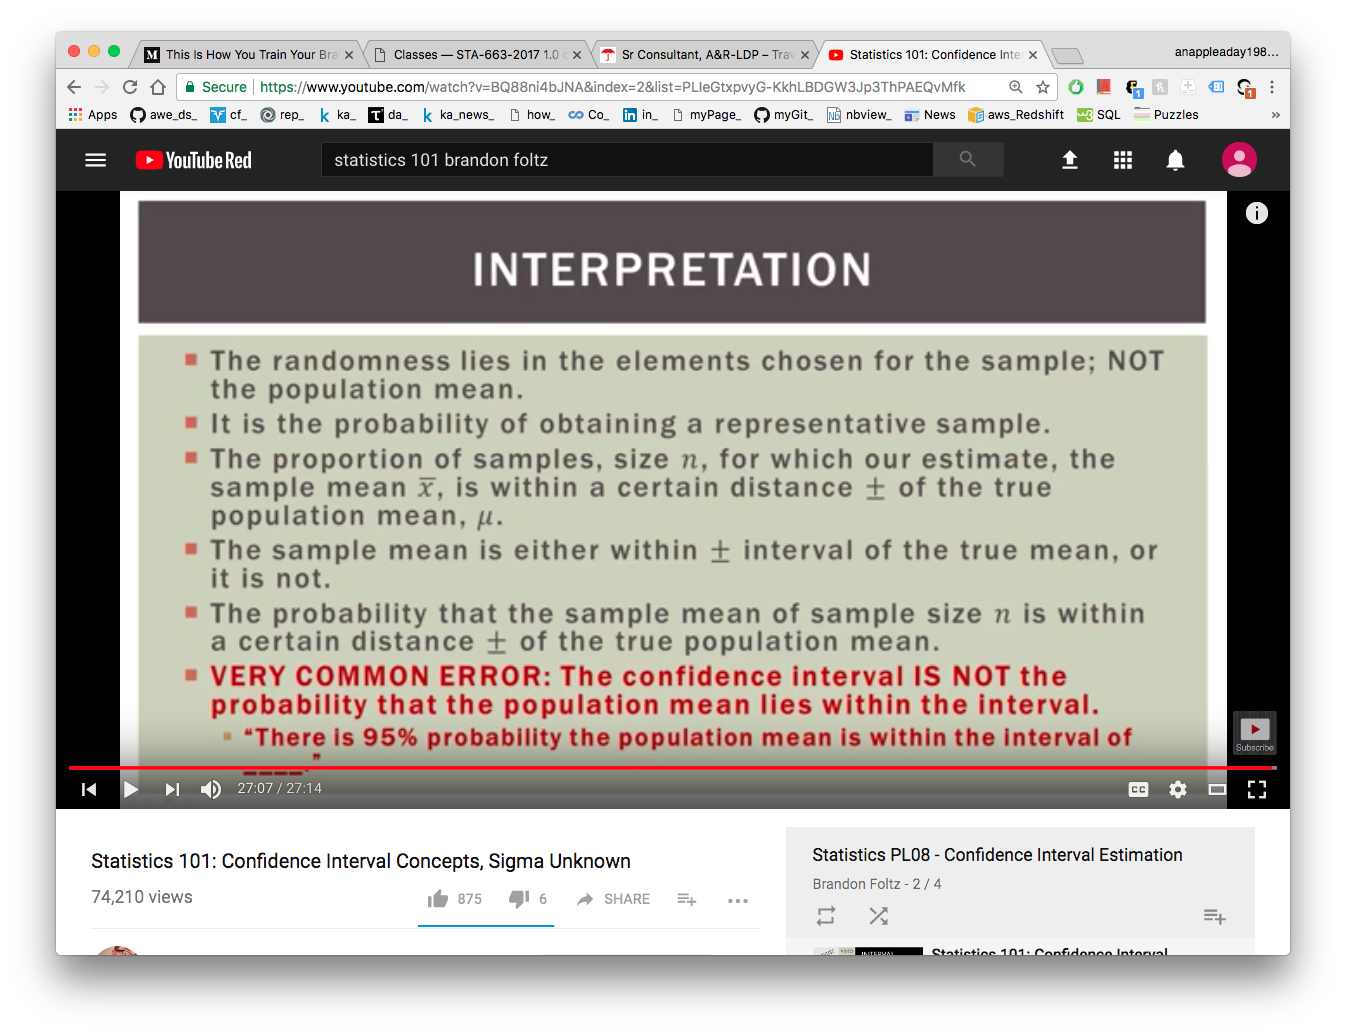 This Is How You Train Your Bra
Classes — STA-663-2017 1.0
Sr Consultant, A&R-LDP – Trav
Statistics 101: Confidence Inte
anappleaday198...
Secure https://www.youtube.com/watch?v=BQ88ni4bJNA&index=2&list=PLIeGtxpvyG-KkhLBDGW3Jp3ThPAEQvMfk
Apps awe_ds_ cf_ rep_ ka_ da_ ka_news_ how_ Co_ in_ myPage_ myGit_ nbview_ News aws_Redshift SQL Puzzles »
YouTube Red
statistics 101 brandon foltz
INTERPRETATION
The randomness lies in the elements chosen for the sample; NOT
the population mean.
It is the probability of obtaining a representative sample.
The proportion of samples, size n, for which our estimate, the
sample mean x̅, is within a certain distance ± of the true
population mean, μ.
The sample mean is either within ± interval of the true mean, or
it is not.
The probability that the sample mean of sample size n is within
a certain distance ± of the true population mean.
VERY COMMON ERROR: The confidence interval IS NOT the
probability that the population mean lies within the interval.
“There is 95% probability the population mean is within the interval of
____.”
Subscribe
27:07 / 27:14
CC
Statistics 101: Confidence Interval Concepts, Sigma Unknown
74,210 views
875 6 SHARE
Statistics PL08 - Confidence Interval Estimation
Brandon Foltz - 2 / 4
Statistics 101: Confidence Interval